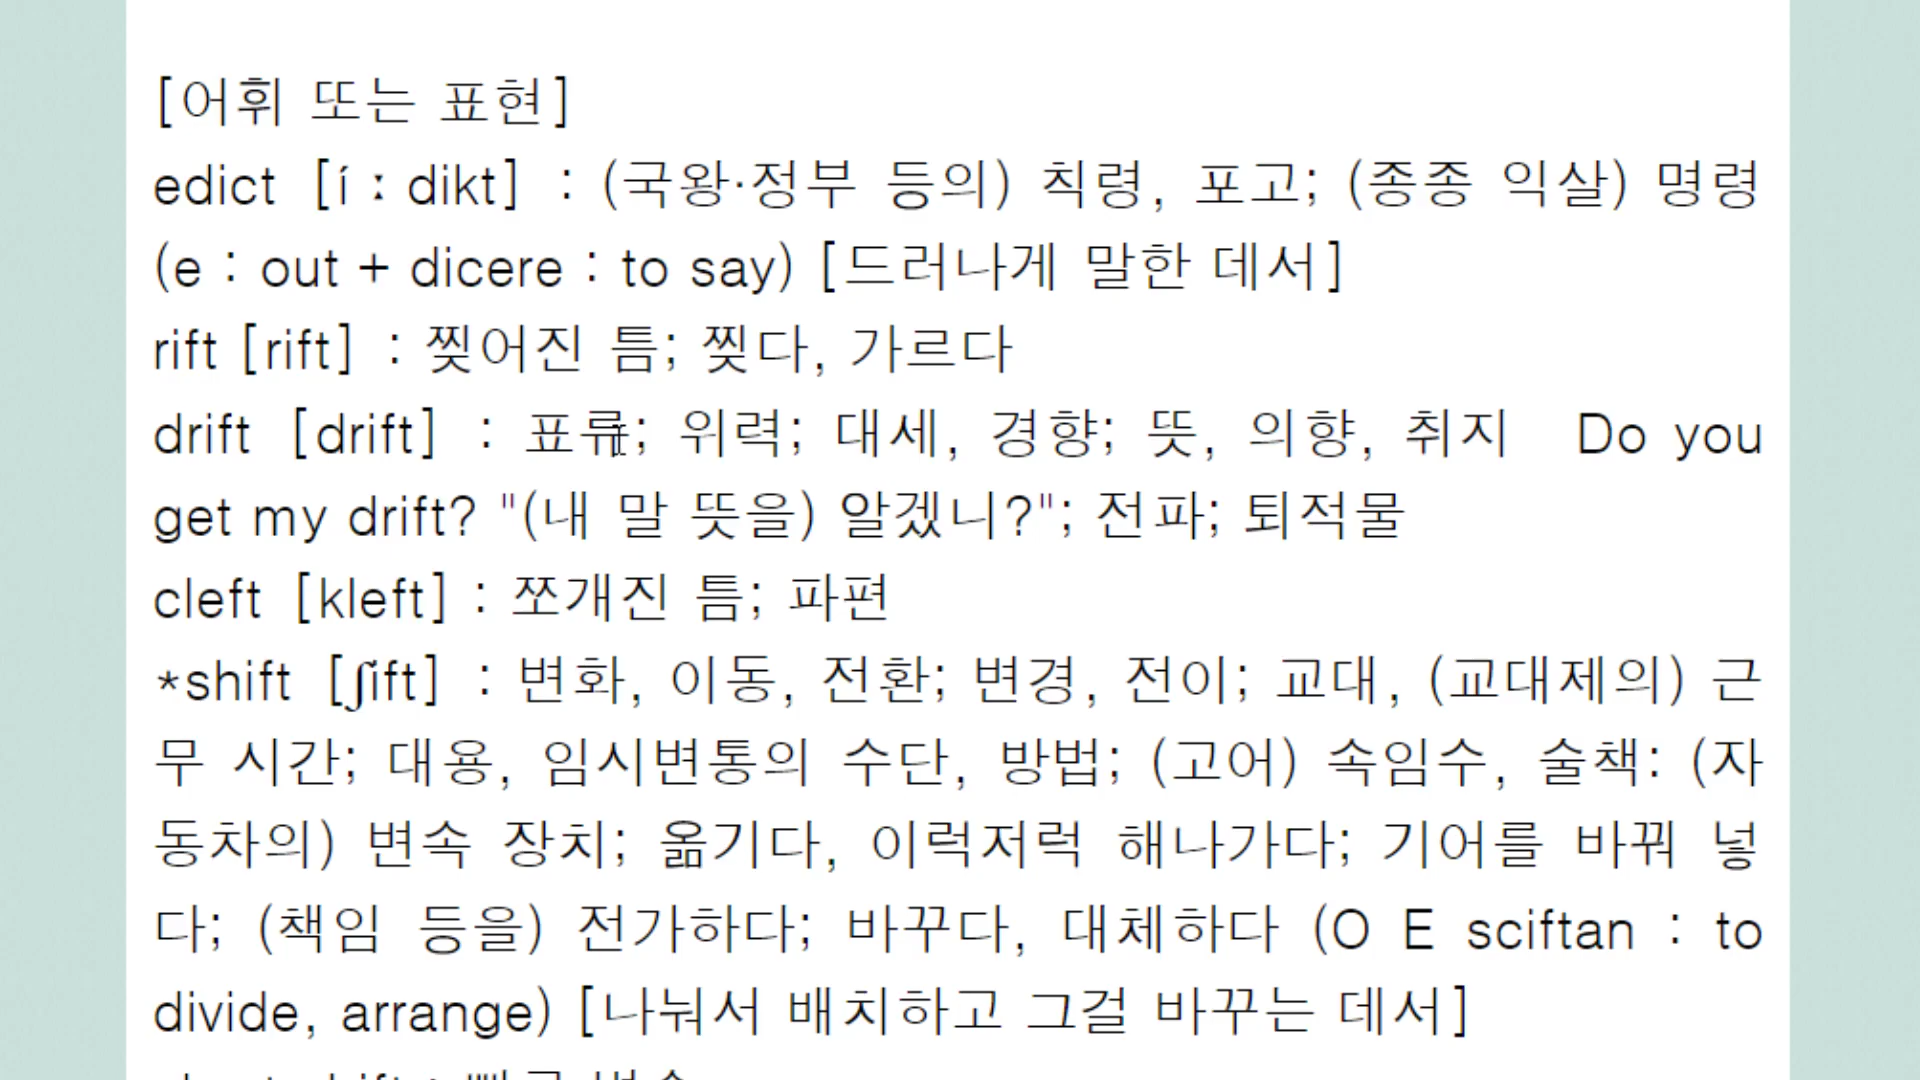 [어휘 또는 표현]
edict [í : dikt] : (국왕·정부 등의) 칙령, 포고; (종종 익살) 명령
(e : out + dicere : to say) [드러나게 말한 데서]
rift [rift] : 찢어진 틈; 찢다, 가르다
drift [drift] : 표류; 위력; 대세, 경향; 뜻, 의향, 취지 Do you
get my drift? "(내 말 뜻을) 알겠니?"; 전파; 퇴적물
cleft [kleft] : 쪼개진 틈; 파편
*shift [ʃift] : 변화, 이동, 전환; 변경, 전이; 교대, (교대제의) 근
무 시간; 대용, 임시변통의 수단, 방법; (고어) 속임수, 술책: (자
동차의) 변속 장치; 옮기다, 이럭저럭 해나가다; 기어를 바꿔 넣
다; (책임 등을) 전가하다; 바꾸다, 대체하다 (O E sciftan : to
divide, arrange) [나눠서 배치하고 그걸 바꾸는 데서]